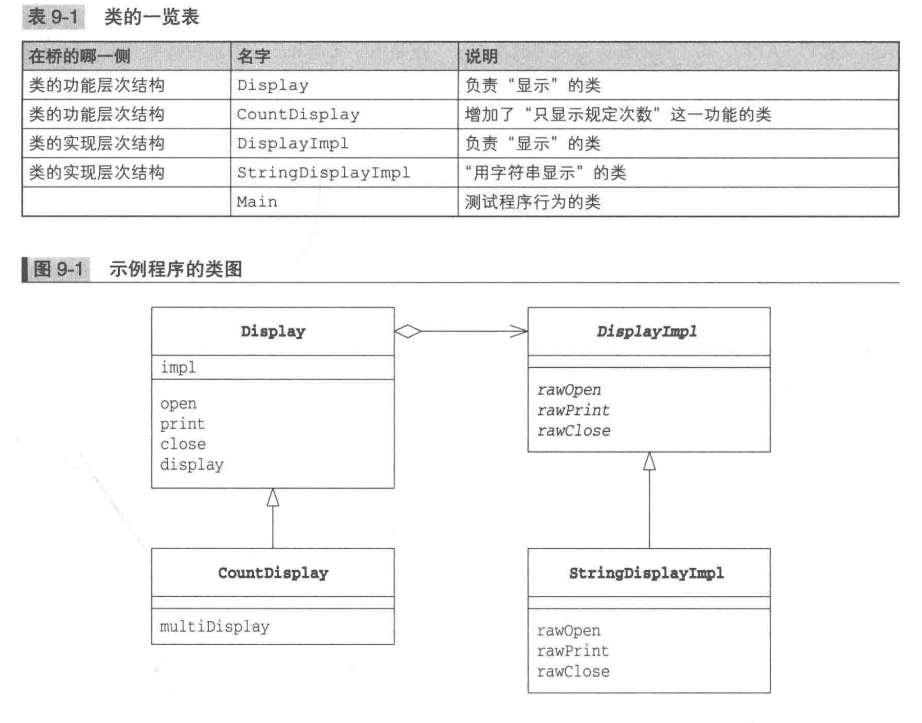 表 9-1 类的一览表
在桥的哪一侧 名字 说明
类的功能层次结构 Display 负责“显示”的类
类的功能层次结构 CountDisplay 增加了“只显示规定次数”这一功能的类
类的实现层次结构 DisplayImpl 负责“显示”的类
类的实现层次结构 StringDisplayImpl “用字符串显示”的类
Main 测试程序行为的类
图 9-1 示例程序的类图
Display
impl
open
print
close
display
DisplayImpl
rawOpen
rawPrint
rawClose
CountDisplay
multiDisplay
StringDisplayImpl
rawOpen
rawPrint
rawClose